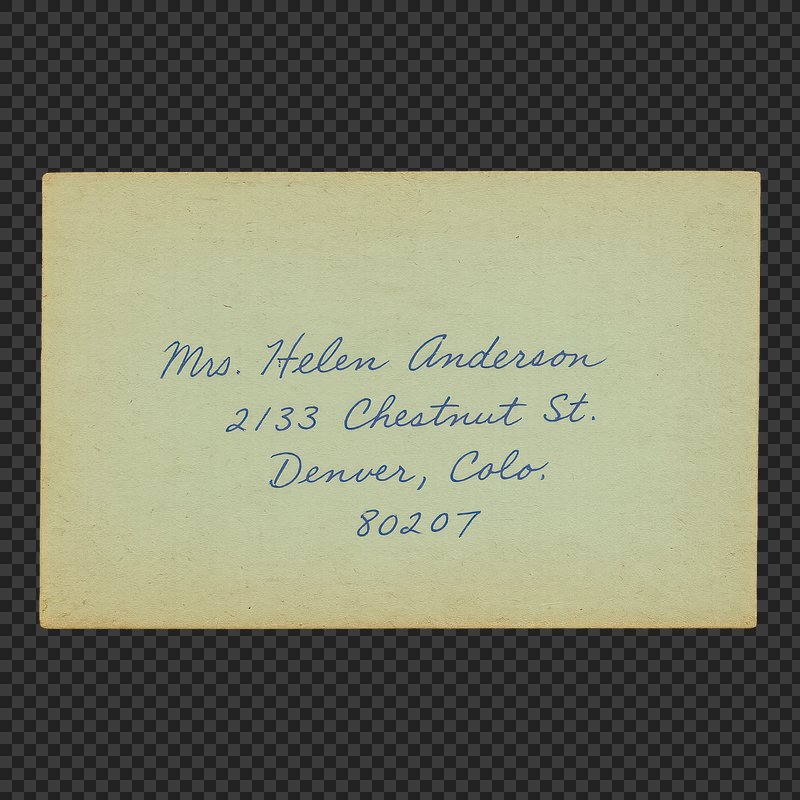 Mrs. Helen Anderson
2133 Chestnut St.
Denver, Colo.
80207